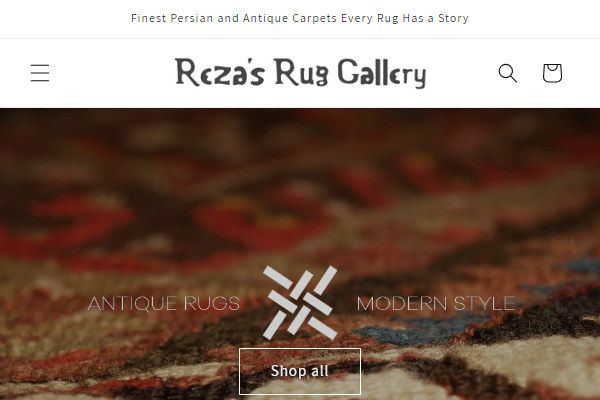 Finest Persian and Antique Carpets Every Rug Has a Story
Reza's Rug Gallery
ANTIQUE RUGS MODERN STYLE
Shop all